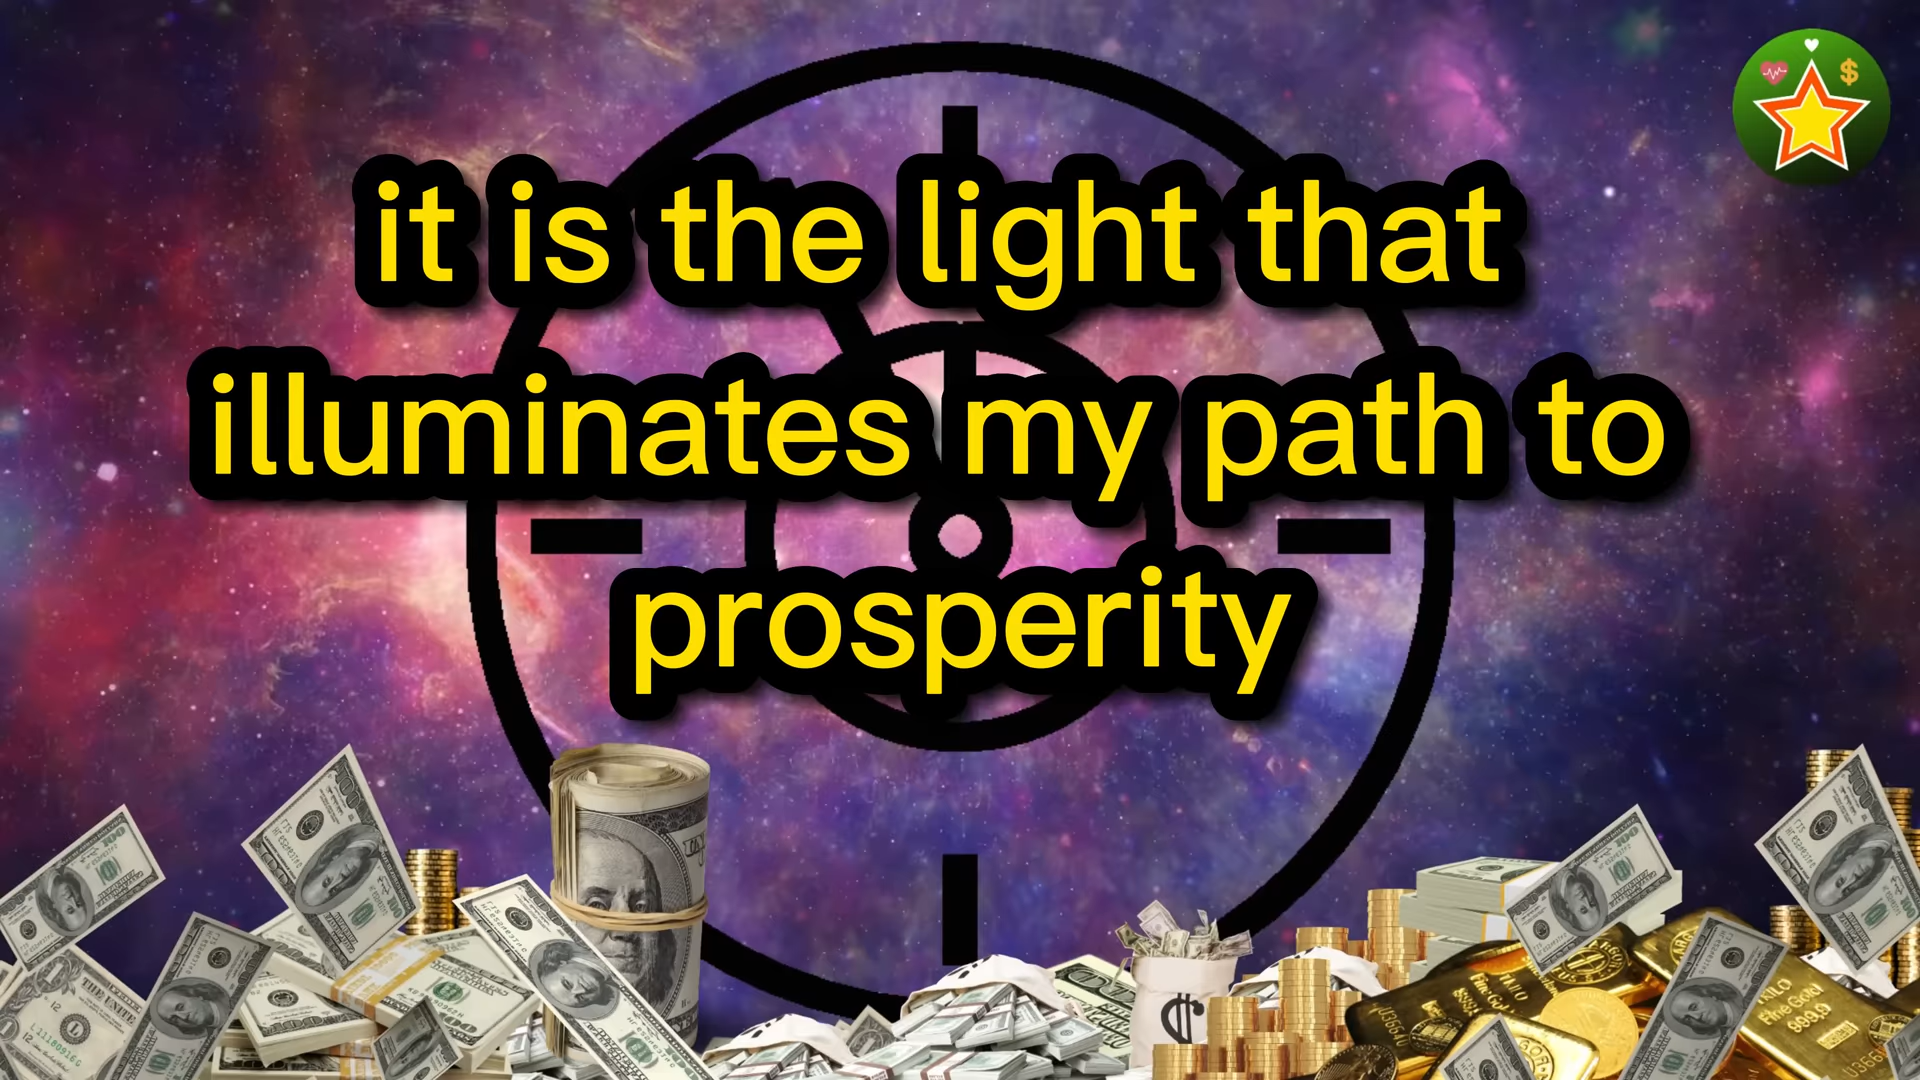 it is the light that
illuminates my path to
prosperity